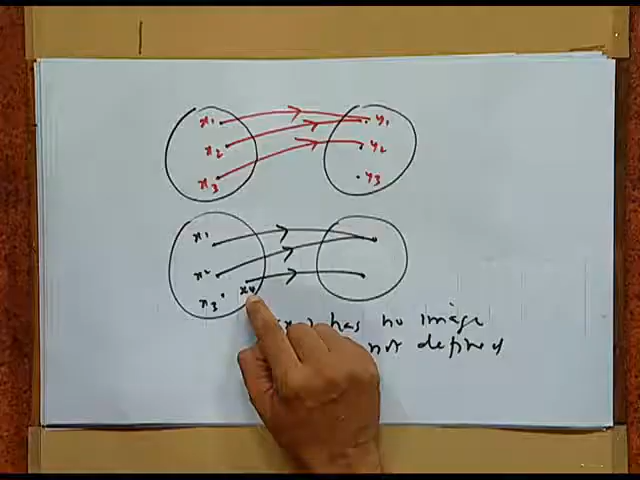 x1 y1
x2 y2
x3 y3
x1
x2
x3 x4
has no image
not defined